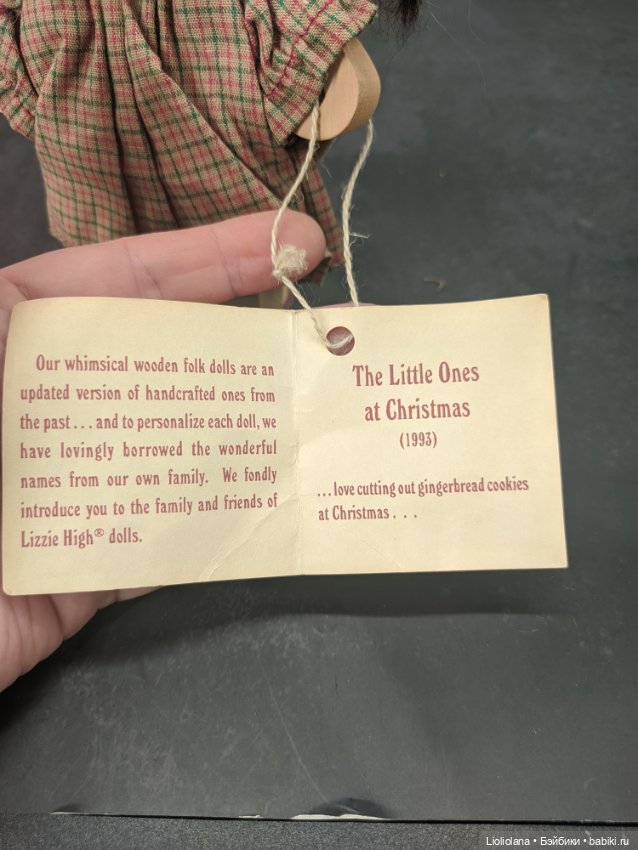 Our whimsical wooden folk dolls are an
updated version of handcrafted ones from
the past...and to personalize each doll, we
have lovingly borrowed the wonderful
names from our own family. We fondly
introduce you to the family and friends of
Lizzie High® dolls.
The Little Ones
at Christmas
(1993)
...love cutting out gingerbread cookies
at Christmas...
Lioliolana • Бэйбики • babiki.ru